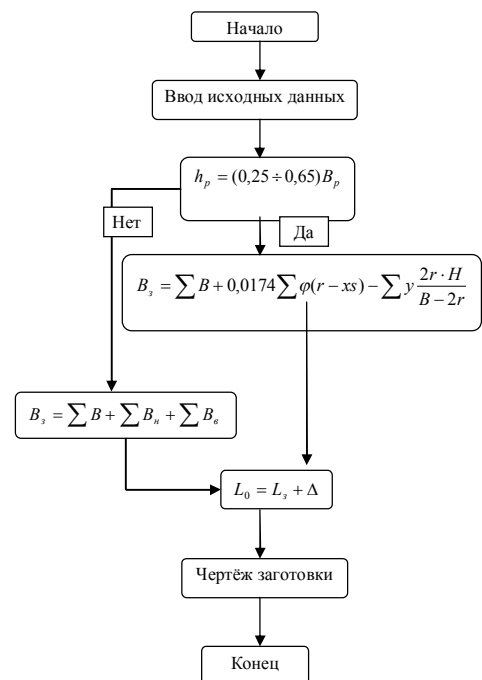 Начало
Ввод исходных данных
h_p = (0,25 ÷ 0,65)B_p
Нет
Да
B_з = ∑ B + 0,0174 ∑ φ(r − xs) − ∑ y (2r · H)/(B − 2r)
B_з = ∑ B + ∑ B_н + ∑ B_в
L_0 = L_з + Δ
Чертёж заготовки
Конец